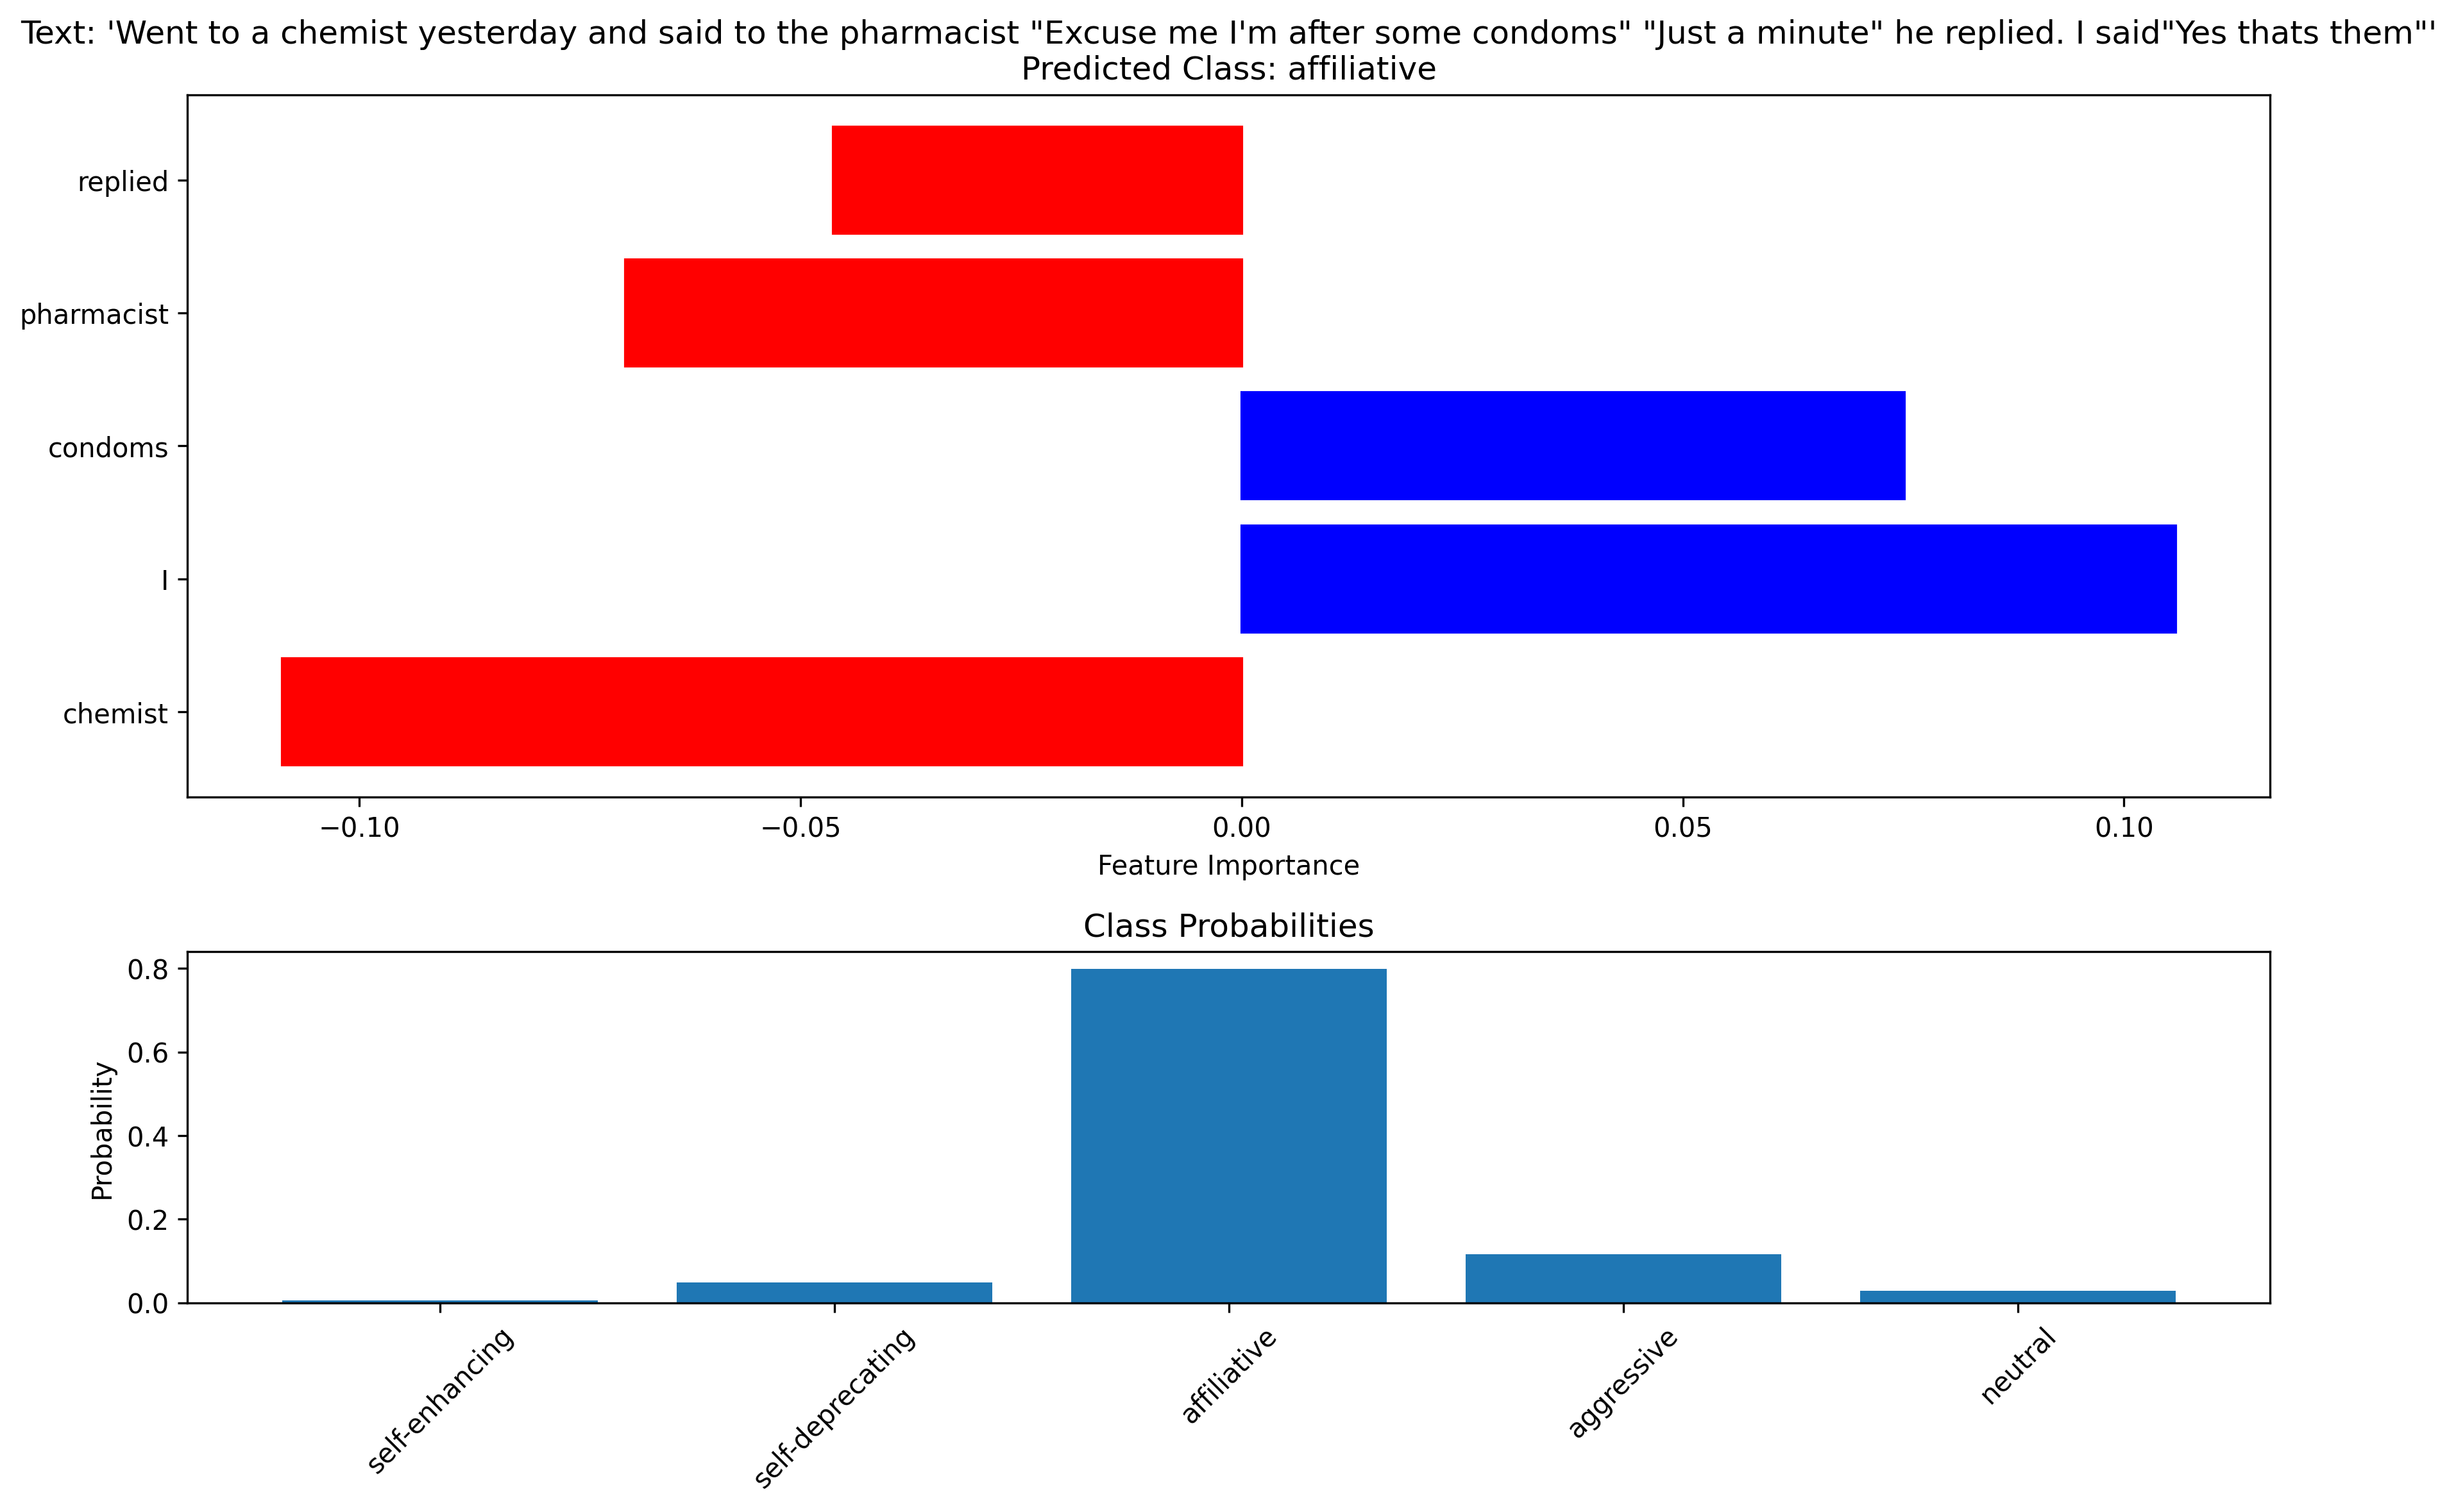 Text: 'Went to a chemist yesterday and said to the pharmacist "Excuse me I'm after some condoms" "Just a minute" he replied. I said"Yes thats them"'
Predicted Class: affiliative
replied
pharmacist
condoms
I
chemist
−0.10 −0.05 0.00 0.05 0.10
Feature Importance
Class Probabilities
Probability
0.8
0.6
0.4
0.2
0.0
self-enhancing self-deprecating affiliative aggressive neutral